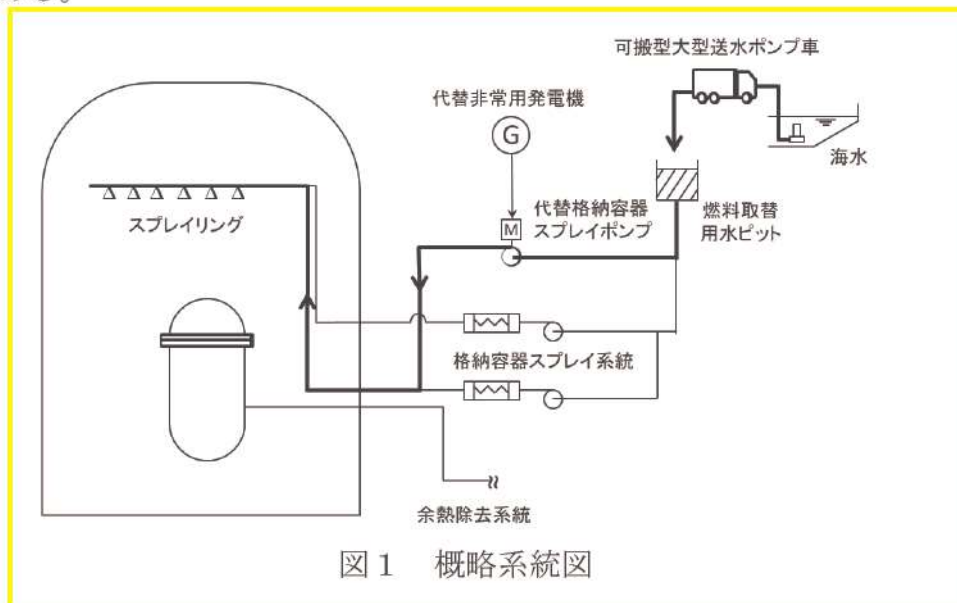 可搬型大型送水ポンプ車
代替非常用発電機
G
海水
代替格納容器
スプレイポンプ
M
燃料取替
用水ピット
スプレイリング
格納容器スプレイ系統
余熱除去系統
図1 概略系統図